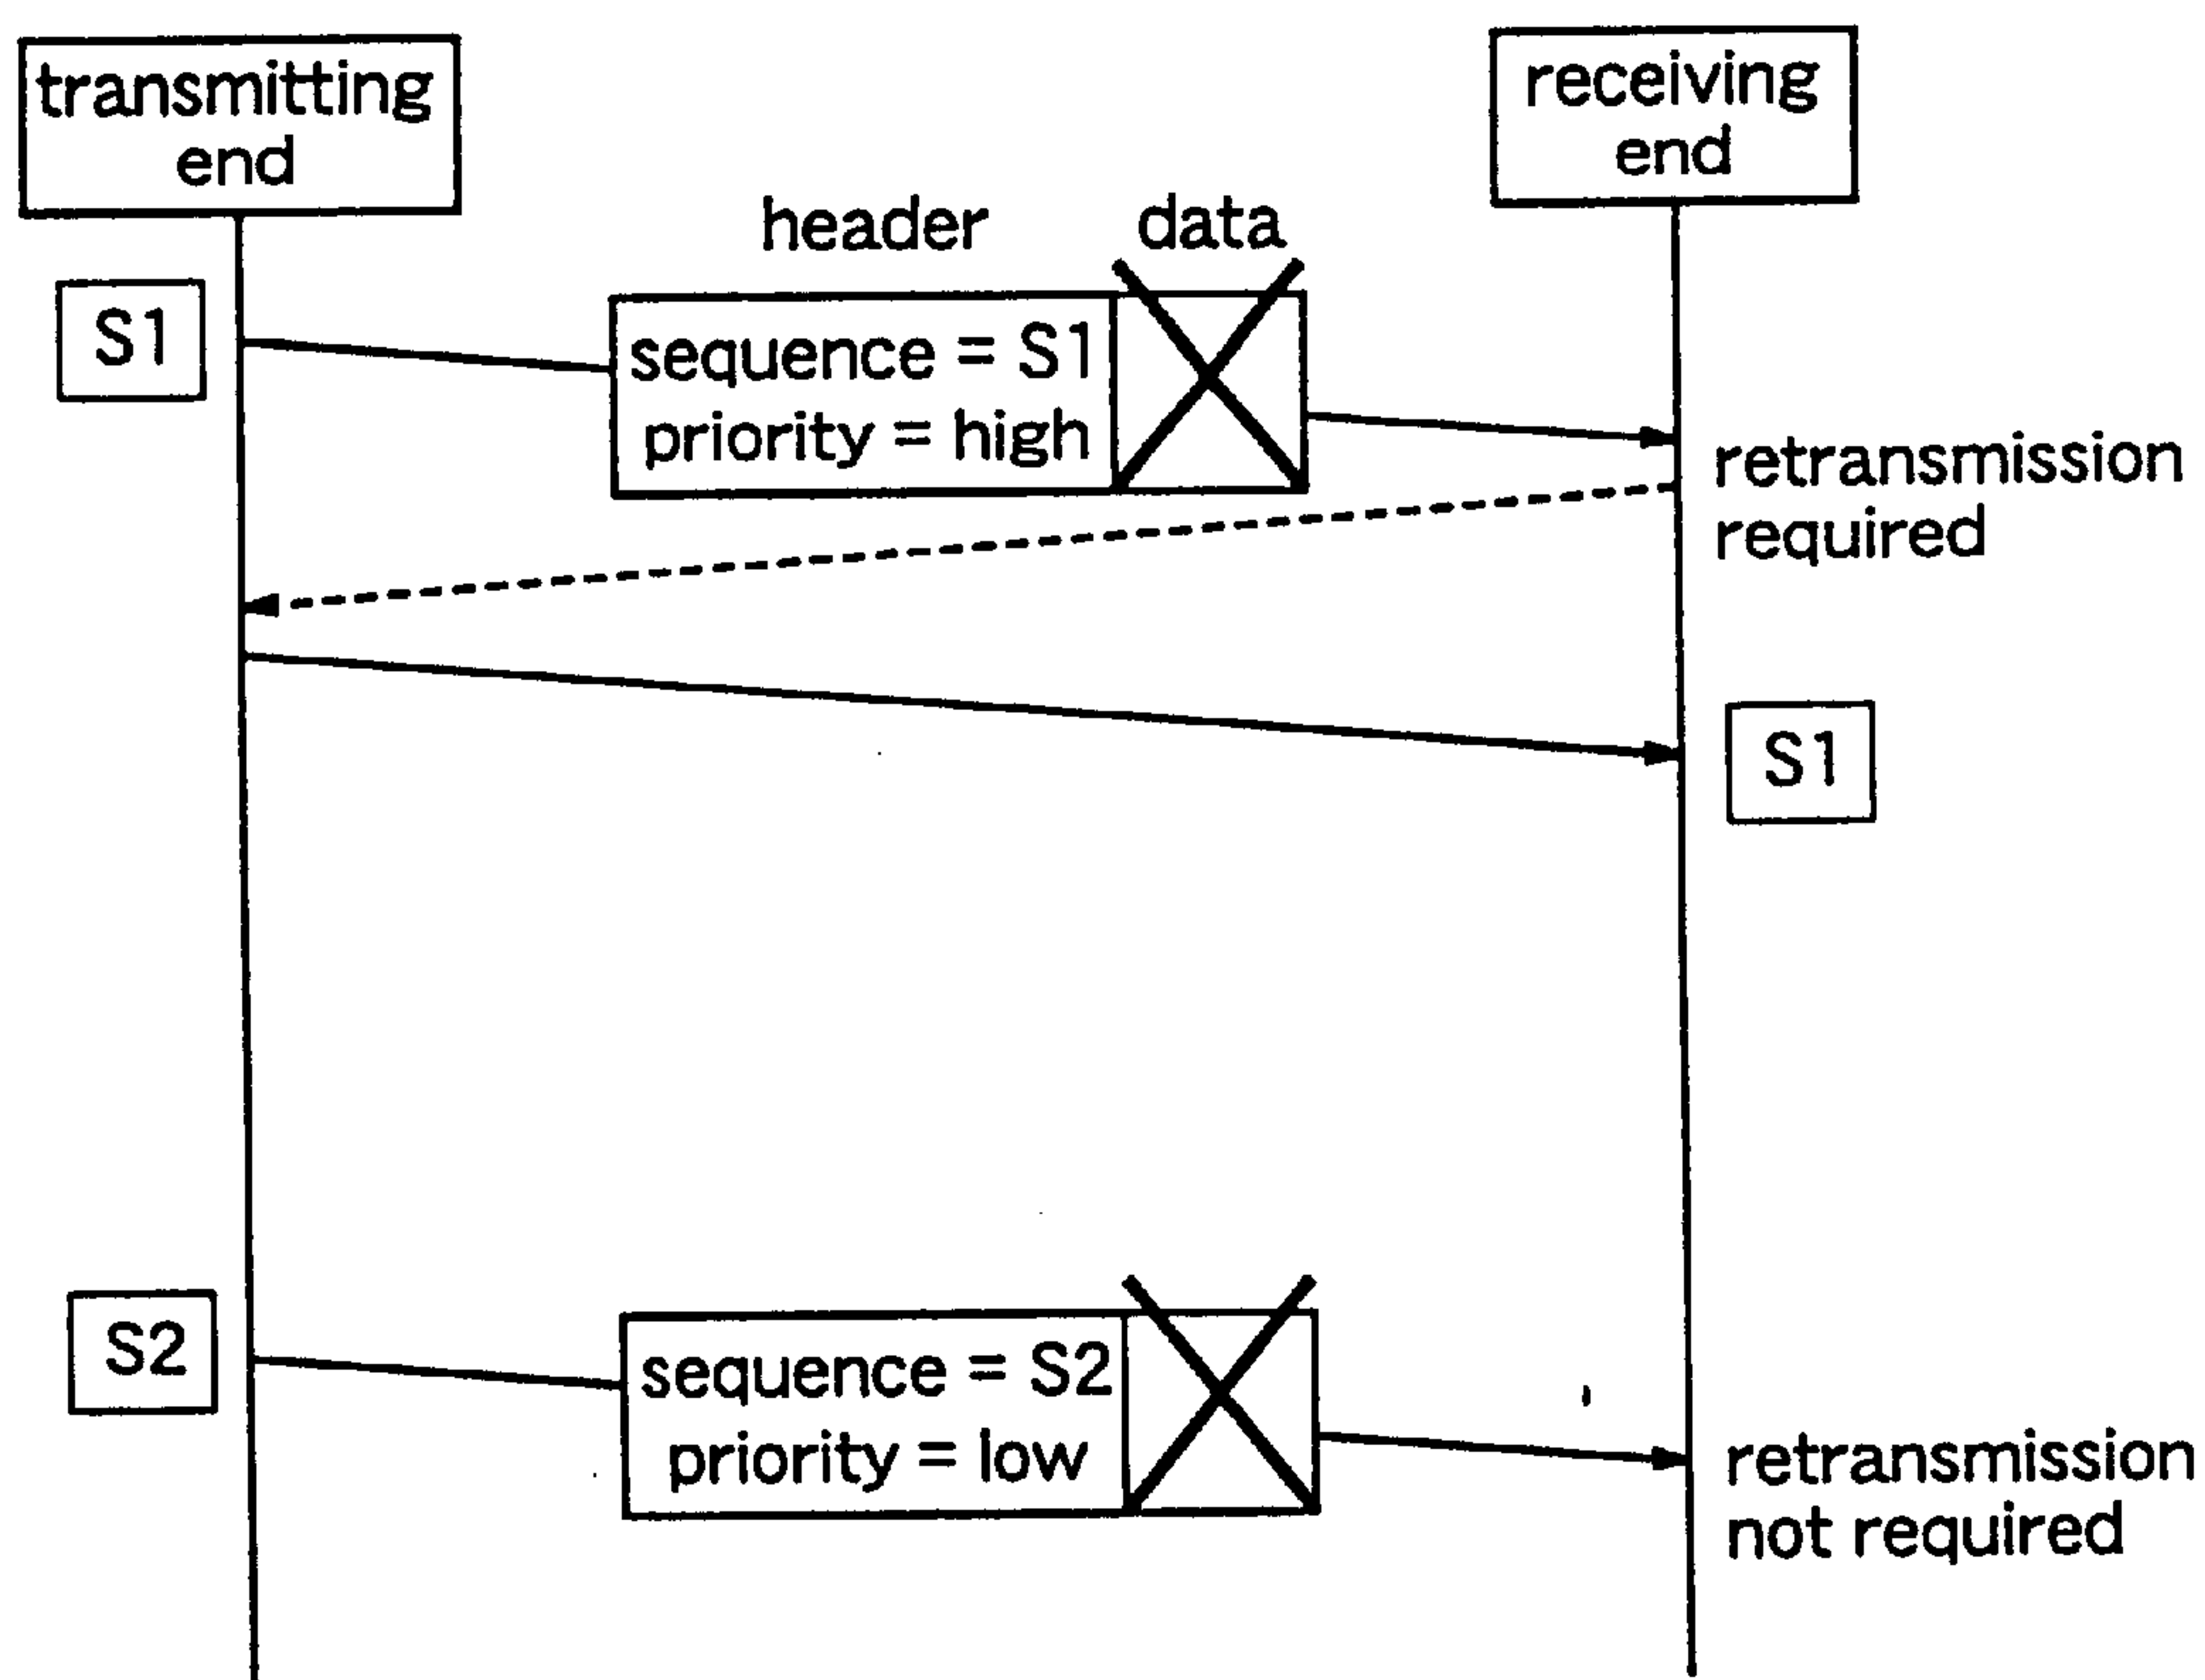 transmitting
end
receiving
end
header
data
S1
sequence = S1
priority = high
retransmission
required
S1
S2
sequence = S2
priority = low
retransmission
not required